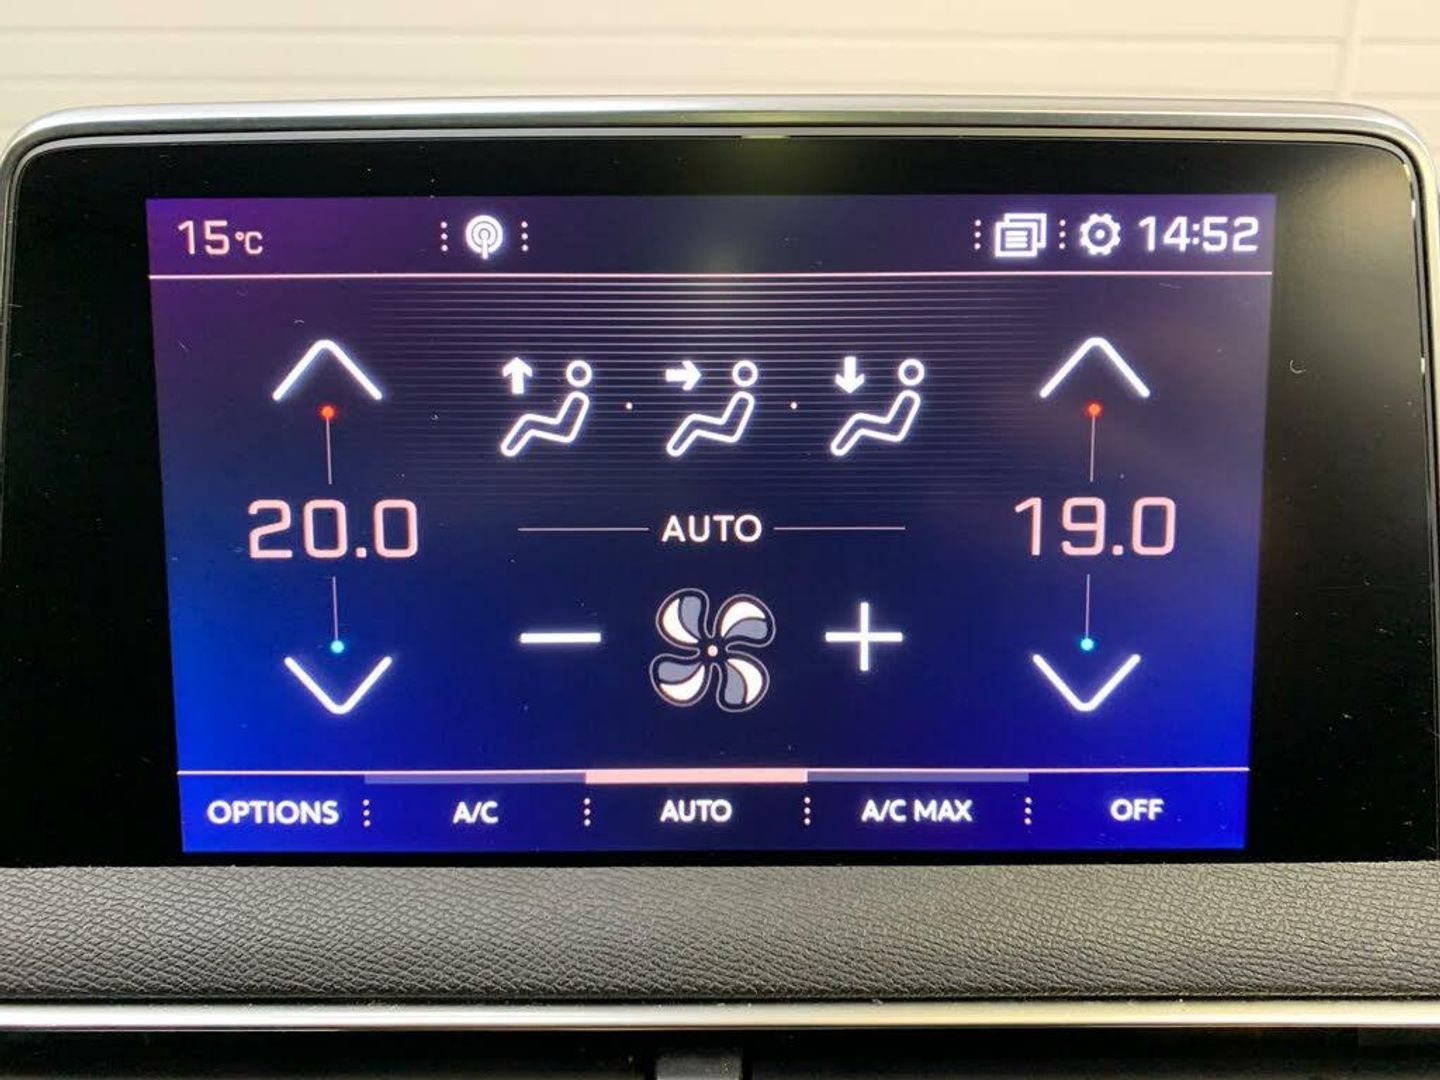 15°C 14:52
20.0 AUTO 19.0
OPTIONS A/C AUTO A/C MAX OFF